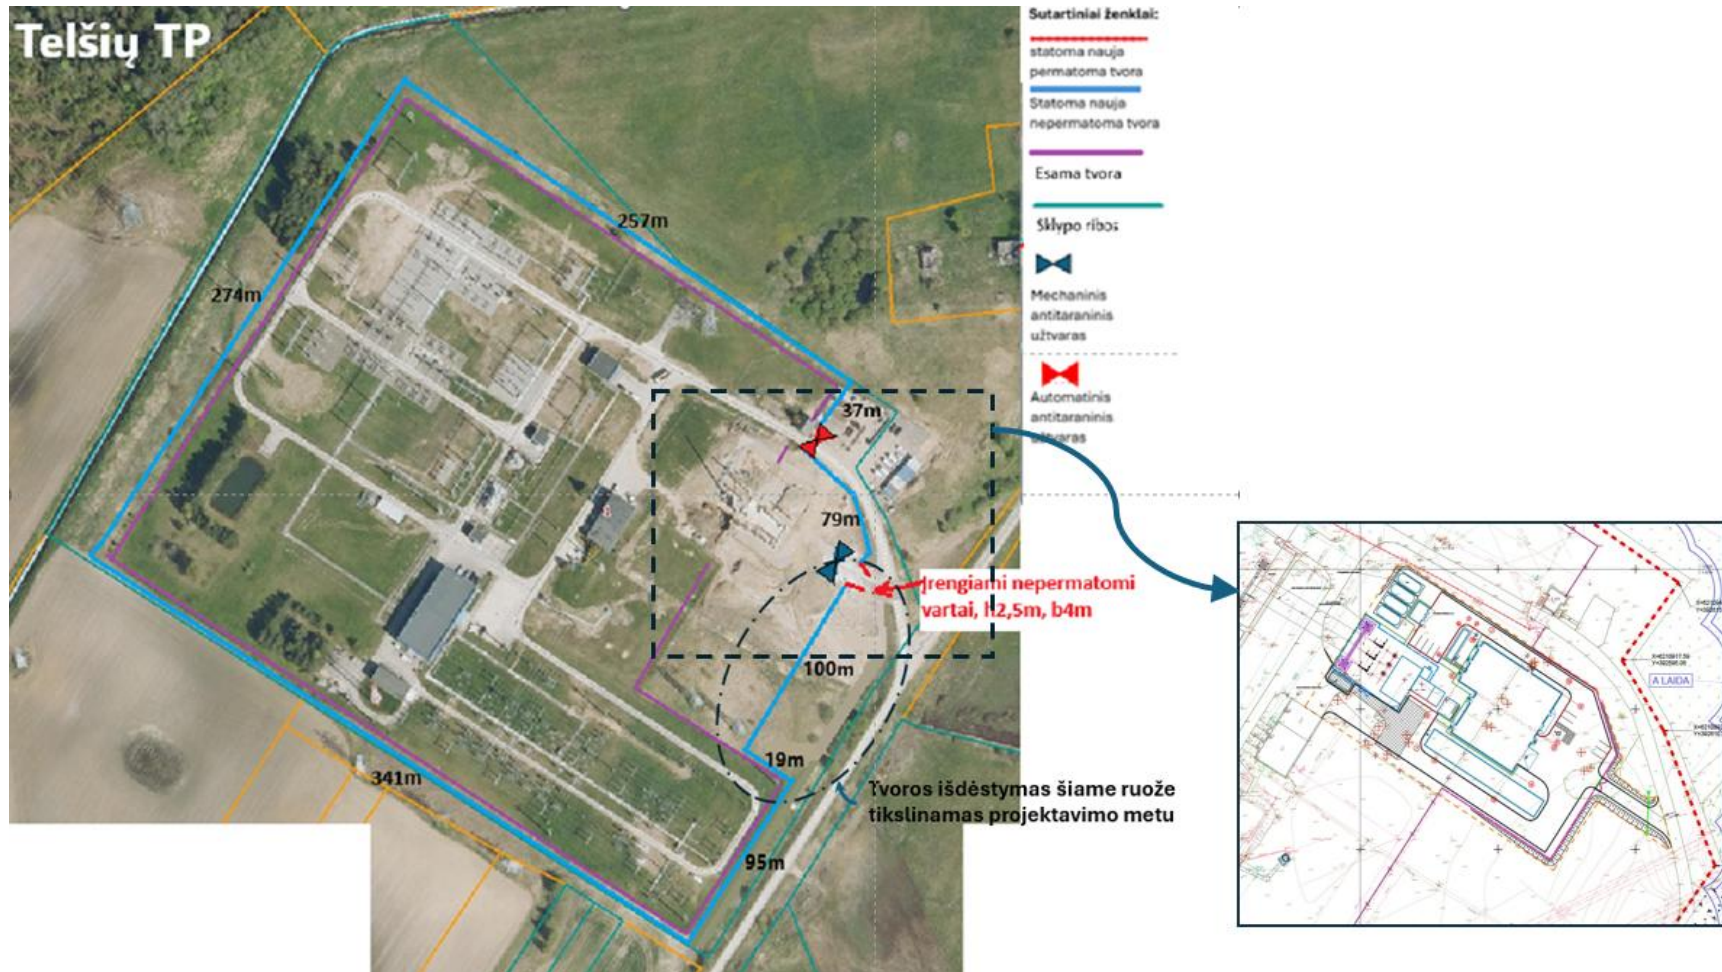 Telšių TP
Sutartiniai ženklai:
statoma nauja
permatoma tvora
Statoma nauja
nepermatoma tvora
Esama tvora
Sklypo ribos
Mechaninis
antitaraninis
užtvaras
Automatinis
antitaraninis
užtvaras
257m
274m
37m
79m
Įrengiami nepermatomi
vartai, h2,5m, b4m
100m
19m
341m
95m
Tvoros išdėstymas šiame ruože
tikslinamas projektavimo metu
1
A LAIDA